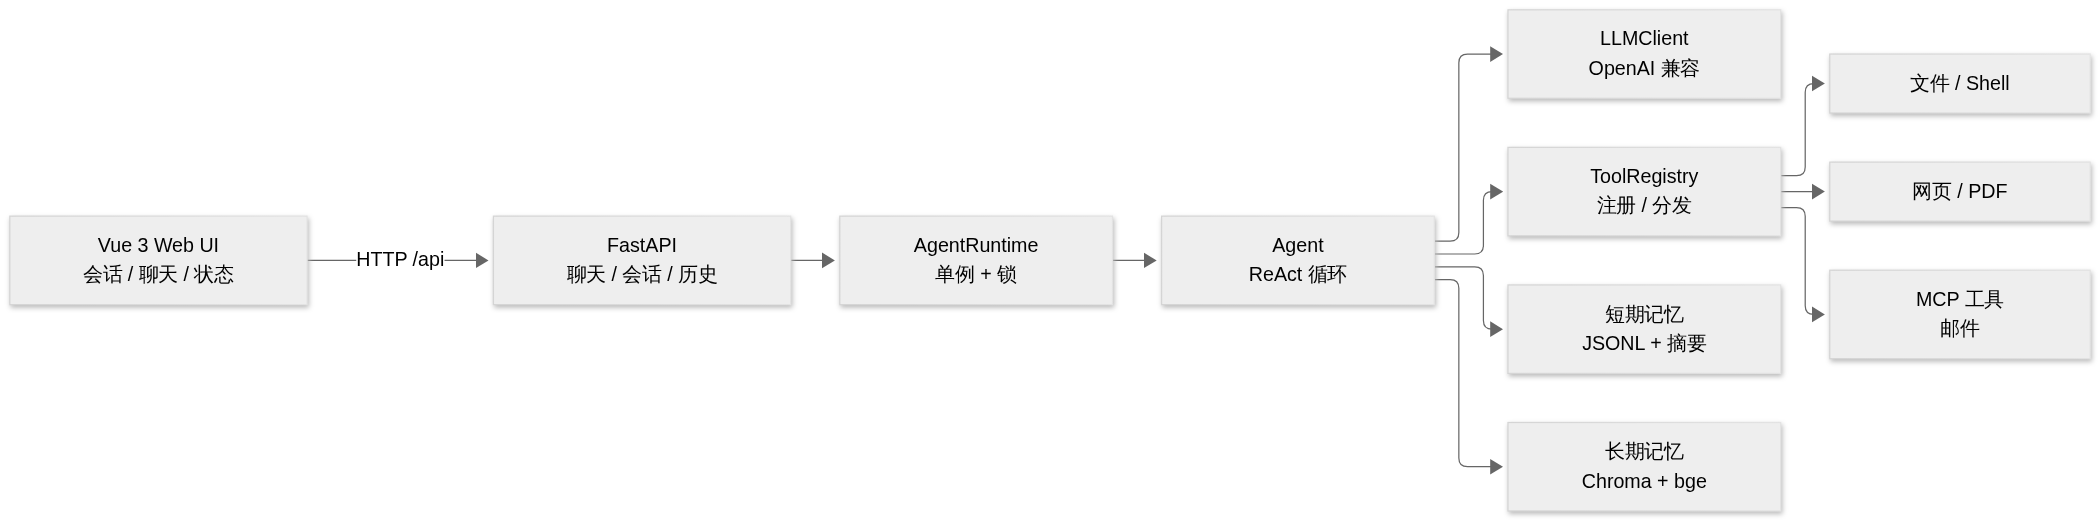 Vue 3 Web UI
会话 / 聊天 / 状态
HTTP /api
FastAPI
聊天 / 会话 / 历史
AgentRuntime
单例 + 锁
Agent
ReAct 循环
LLMClient
OpenAI 兼容
ToolRegistry
注册 / 分发
短期记忆
JSONL + 摘要
长期记忆
Chroma + bge
文件 / Shell
网页 / PDF
MCP 工具
邮件